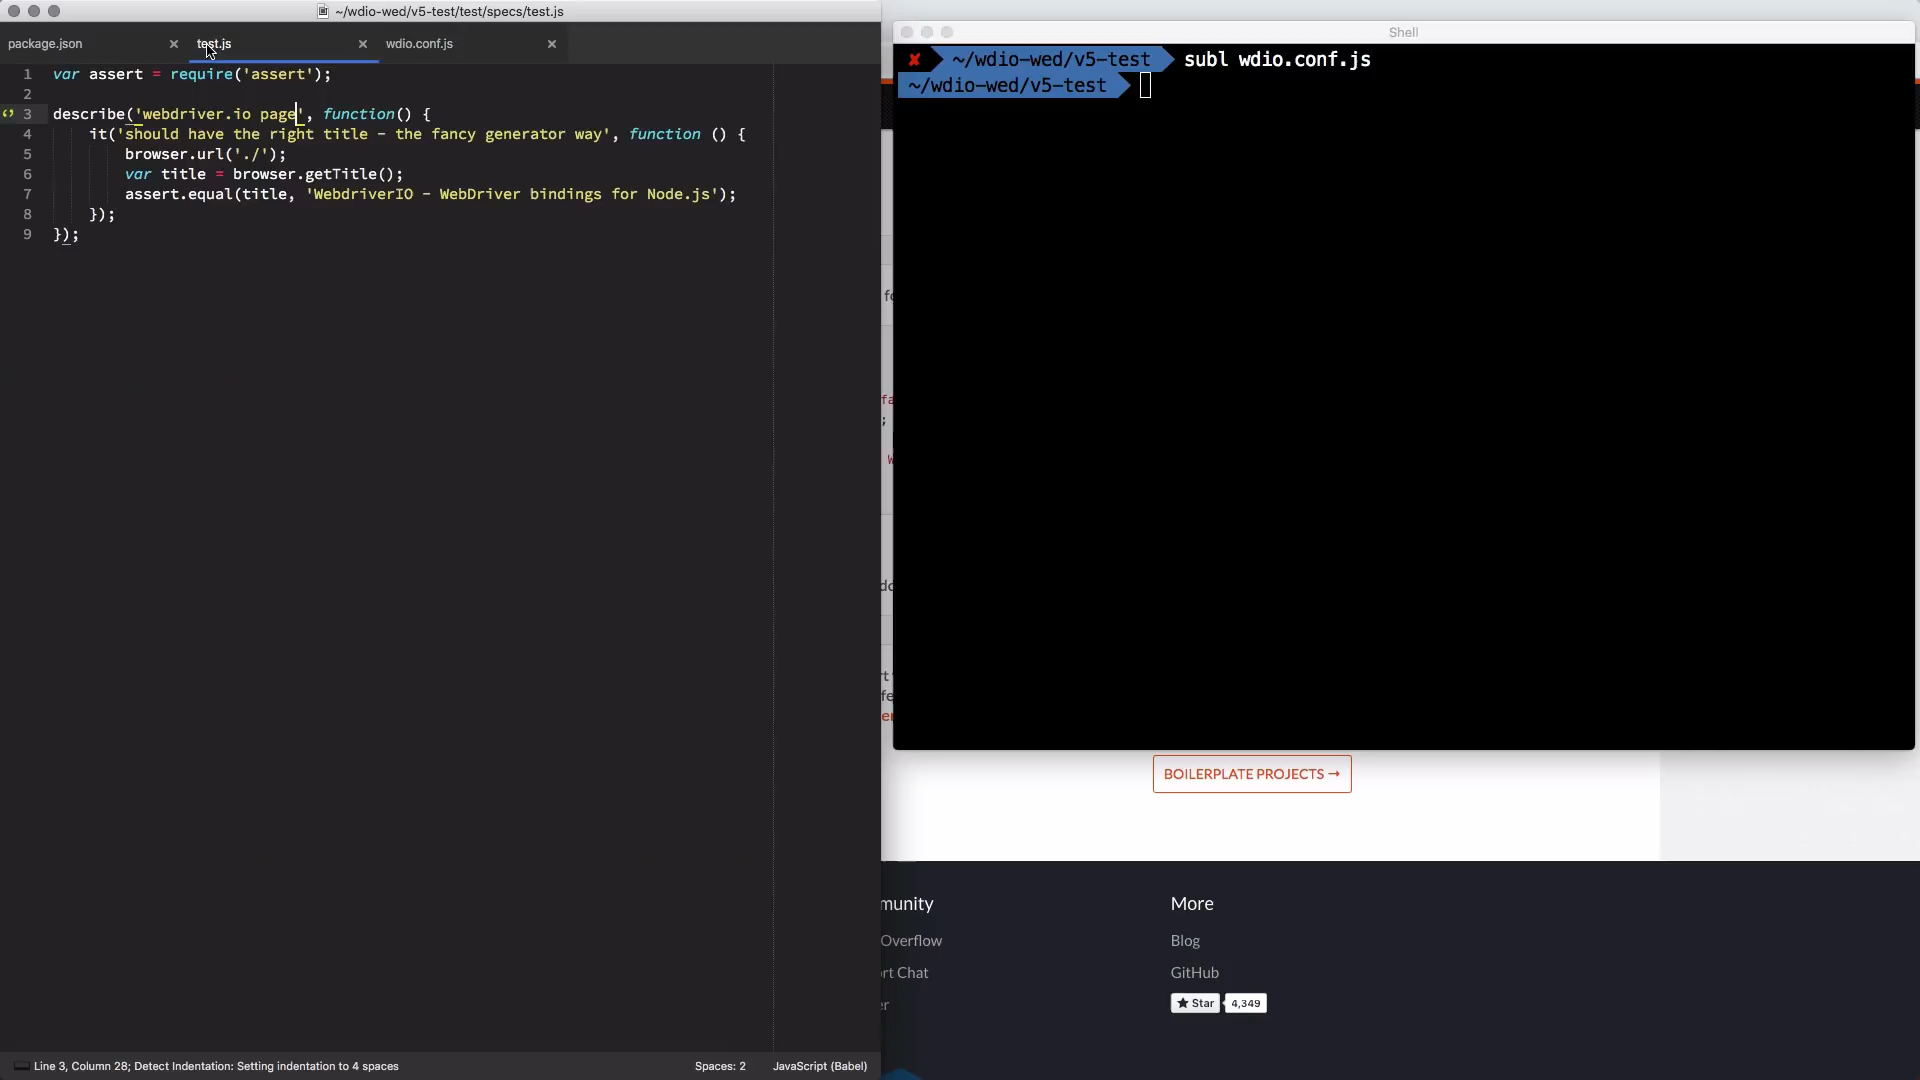 ~/wdio-wed/v5-test/test/specs/test.js
package.json
test.js
wdio.conf.js
1 var assert = require('assert');
2
3 describe('webdriver.io page', function() {
4 it('should have the right title - the fancy generator way', function () {
5 browser.url('./');
6 var title = browser.getTitle();
7 assert.equal(title, 'WebdriverIO - WebDriver bindings for Node.js');
8 });
9 });
Line 3, Column 28; Detect Indentation: Setting indentation to 4 spaces
Spaces: 2
JavaScript (Babel)
Shell
✘ ~/wdio-wed/v5-test subl wdio.conf.js
~/wdio-wed/v5-test
;
BOILERPLATE PROJECTS →
munity
Overflow
rt Chat
er
More
Blog
GitHub
Star 4,349